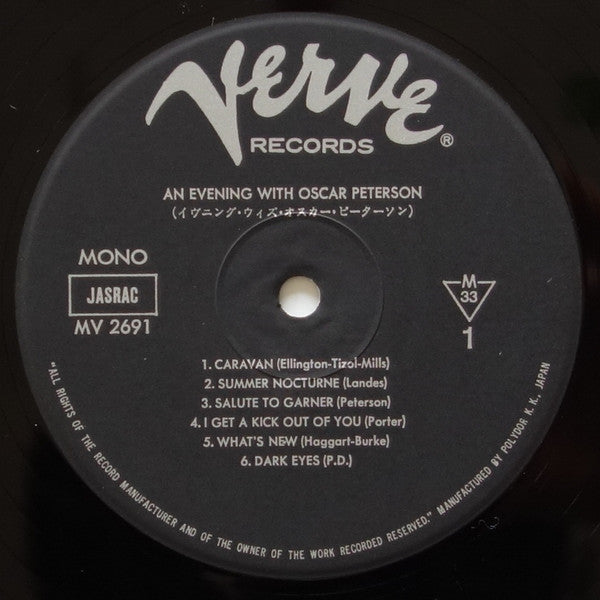 Verve ®
RECORDS
AN EVENING WITH OSCAR PETERSON
(イヴニング・ウィズ・オスカー・ピーターソン)
MONO
JASRAC
MV 2691
M
33
1
1. CARAVAN (Ellington-Tizol-Mills)
2. SUMMER NOCTURNE (Landes)
3. SALUTE TO GARNER (Peterson)
4. I GET A KICK OUT OF YOU (Porter)
5. WHAT'S NEW (Haggart-Burke)
6. DARK EYES (P.D.)
"ALL RIGHTS OF THE RECORD MANUFACTURER AND OF THE OWNER OF THE WORK RECORDED RESERVED." MANUFACTURED BY POLYDOR K. K., JAPAN